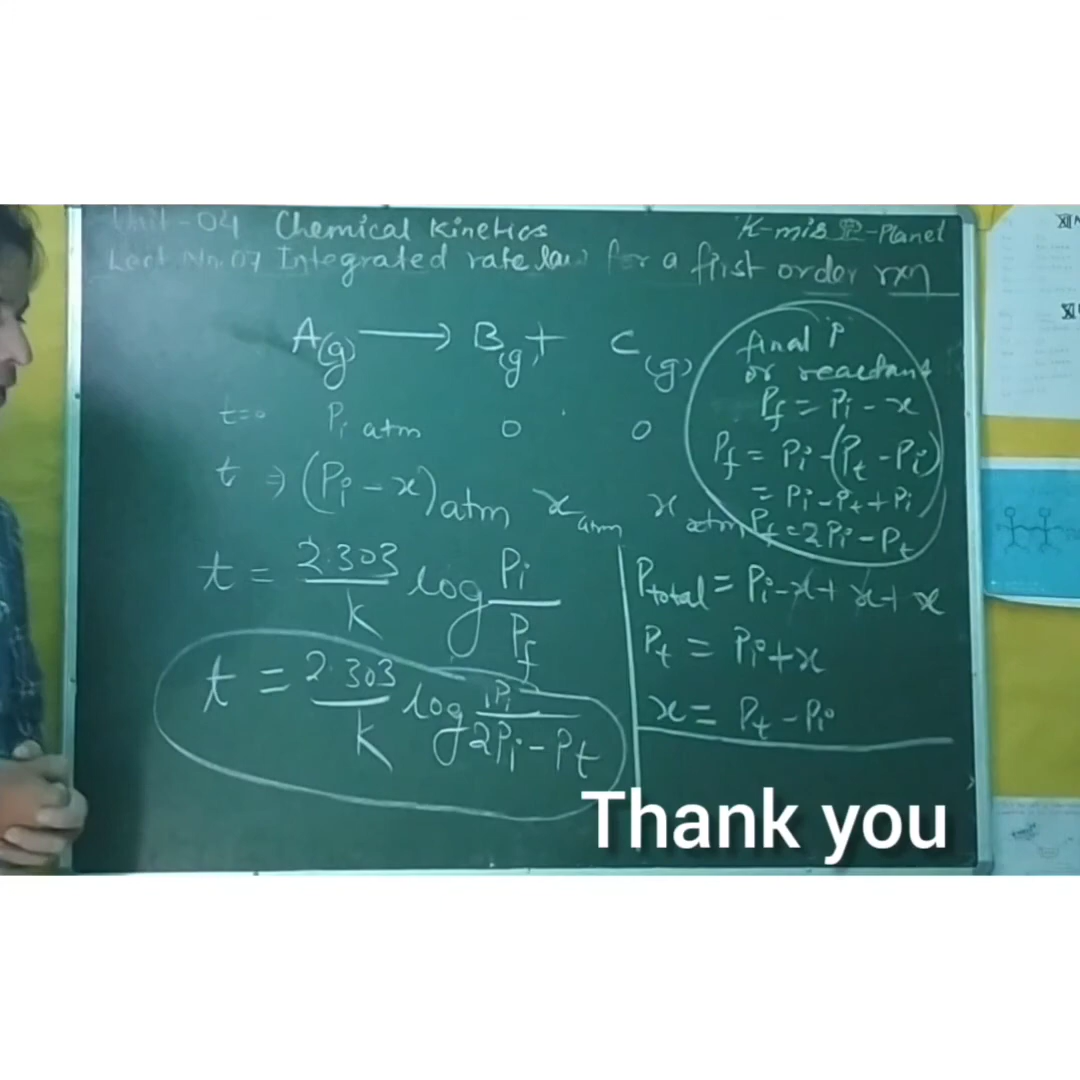 Unit-04 Chemical Kinetics K-mis P-Planet
Lect No.07 Integrated rate law for a first order rxn
A(g) ⟶ B(g) + C(g)
t=0 Pi atm 0 0
t ⇒ (Pi - x) atm x atm x atm
final P
or reactant
Pf = Pi - x
Pf = Pi - (Pt - Pi)
= Pi - Pt + Pi
Pf = 2Pi - Pt
t = 2.303/k log Pi/Pf
t = 2.303/k log Pi/2Pi - Pt
Ptotal = Pi - x + x + x
Pt = Pi + x
x = Pt - Pi
Thank you
XII
XI